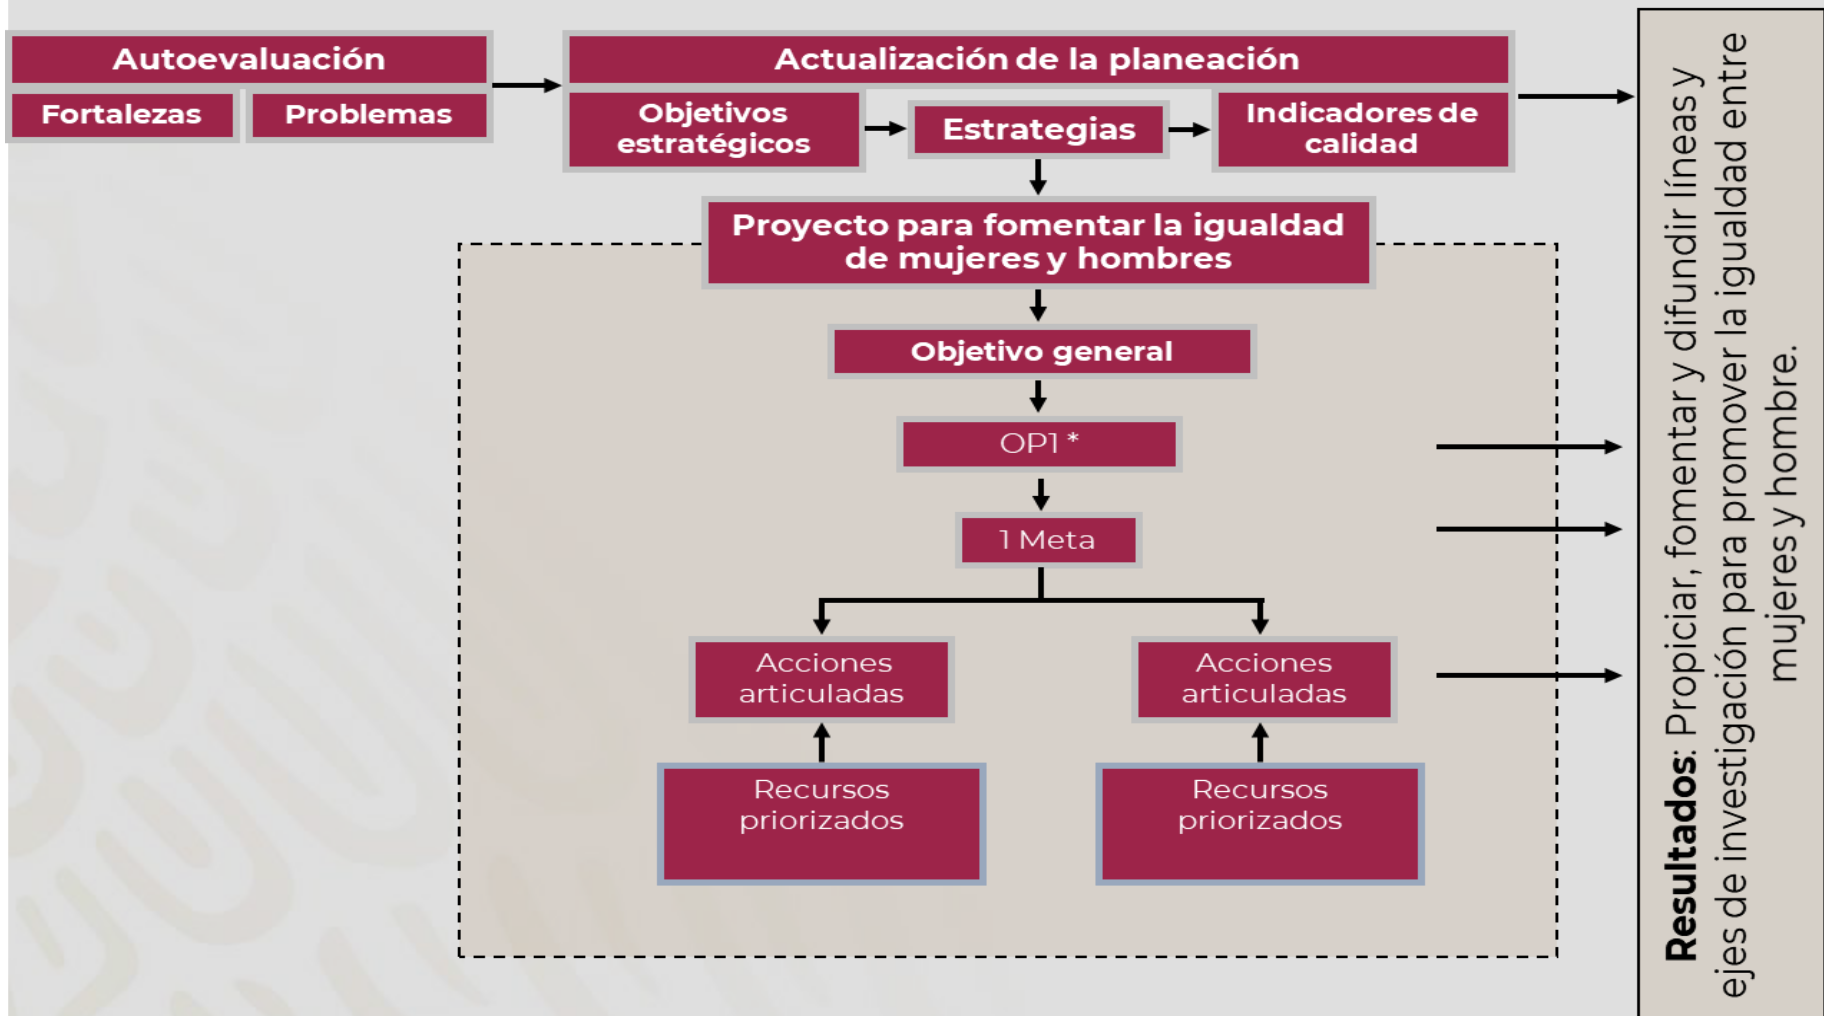 Autoevaluación
Fortalezas
Problemas
Actualización de la planeación
Objetivos
estratégicos
Estrategias
Indicadores de
calidad
Proyecto para fomentar la igualdad
de mujeres y hombres
Objetivo general
OP1 *
1 Meta
Acciones
articuladas
Acciones
articuladas
Recursos
priorizados
Recursos
priorizados
Resultados: Propiciar, fomentar y difundir líneas y
ejes de investigación para promover la igualdad entre
mujeres y hombre.